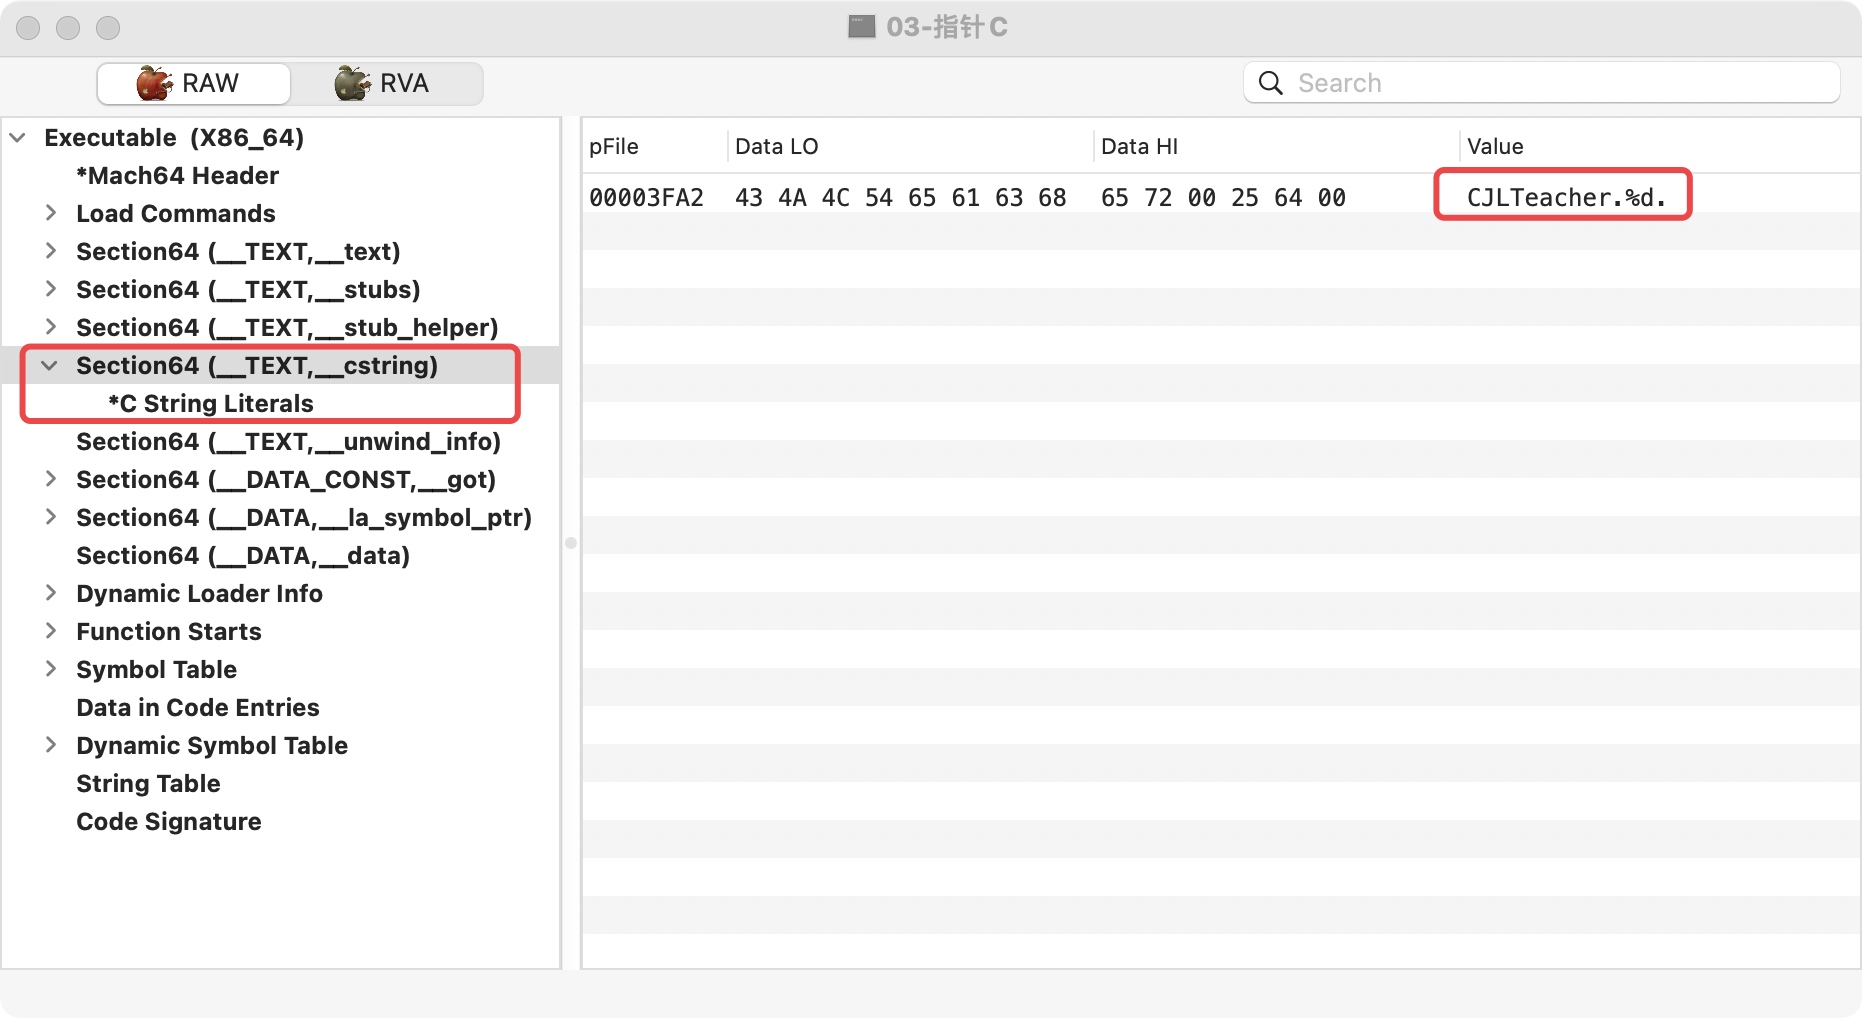 03-指针C
RAW
RVA
Search
Executable (X86_64)
*Mach64 Header
Load Commands
Section64 (__TEXT,__text)
Section64 (__TEXT,__stubs)
Section64 (__TEXT,__stub_helper)
Section64 (__TEXT,__cstring)
*C String Literals
Section64 (__TEXT,__unwind_info)
Section64 (__DATA_CONST,__got)
Section64 (__DATA,__la_symbol_ptr)
Section64 (__DATA,__data)
Dynamic Loader Info
Function Starts
Symbol Table
Data in Code Entries
Dynamic Symbol Table
String Table
Code Signature
pFile Data LO Data HI Value
00003FA2 43 4A 4C 54 65 61 63 68 65 72 00 25 64 00 CJLTeacher.%d.